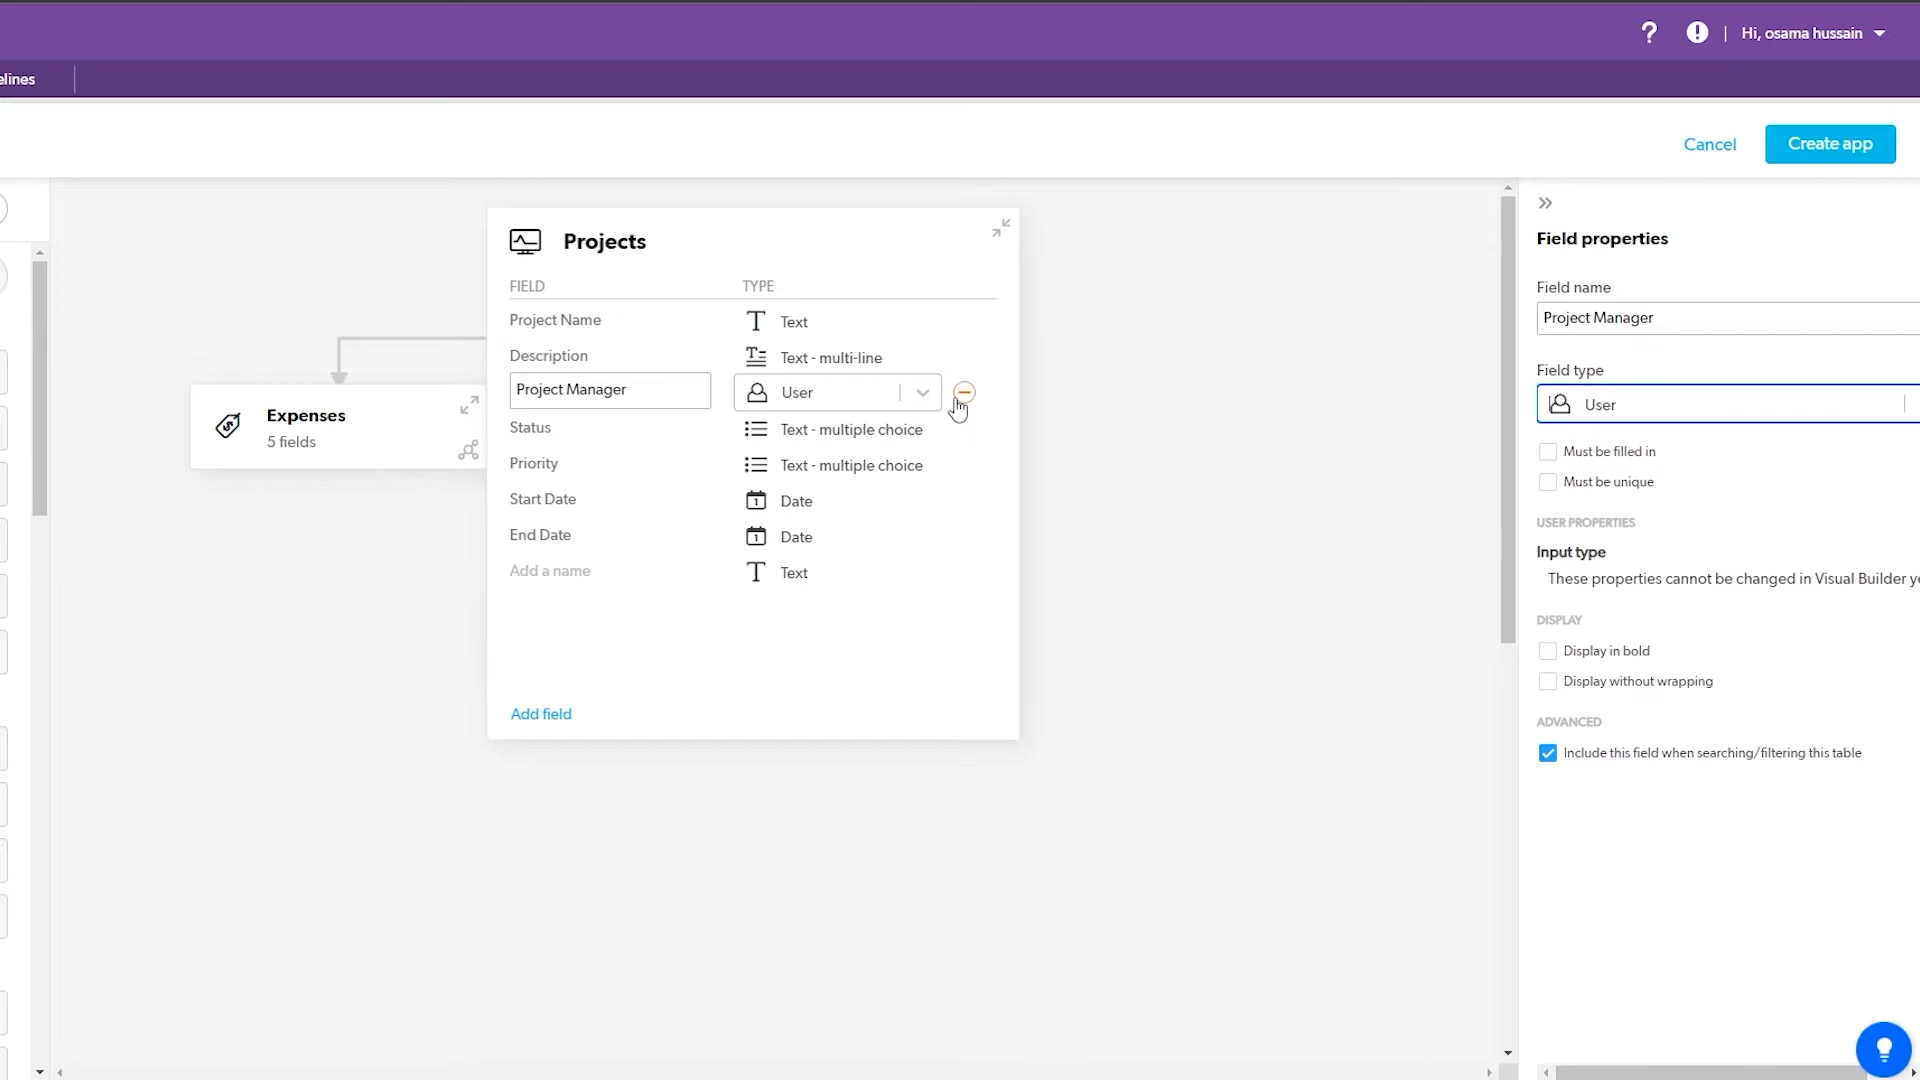 Hi, osama hussain
elines
Cancel
Create app
Projects
FIELD TYPE
Project Name Text
Description Text - multi-line
Project Manager User
Status Text - multiple choice
Priority Text - multiple choice
Start Date Date
End Date Date
Add a name Text
Add field
Expenses
5 fields
Field properties
Field name
Project Manager
Field type
User
Must be filled in
Must be unique
USER PROPERTIES
Input type
These properties cannot be changed in Visual Builder ye
DISPLAY
Display in bold
Display without wrapping
ADVANCED
Include this field when searching/filtering this table